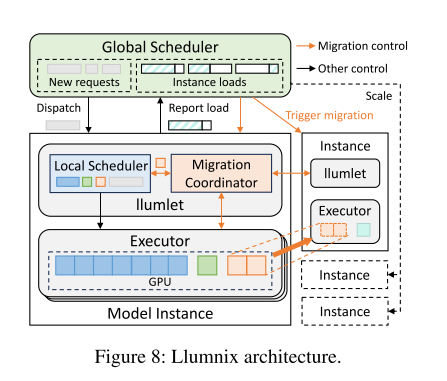 Global Scheduler
New requests
Instance loads
Migration control
Other control
Dispatch
Report load
Scale
Trigger migration
Local Scheduler
Migration
Coordinator
llumlet
Instance
llumlet
Executor
Executor
GPU
Model Instance
Instance
Instance
Figure 8: Llumnix architecture.